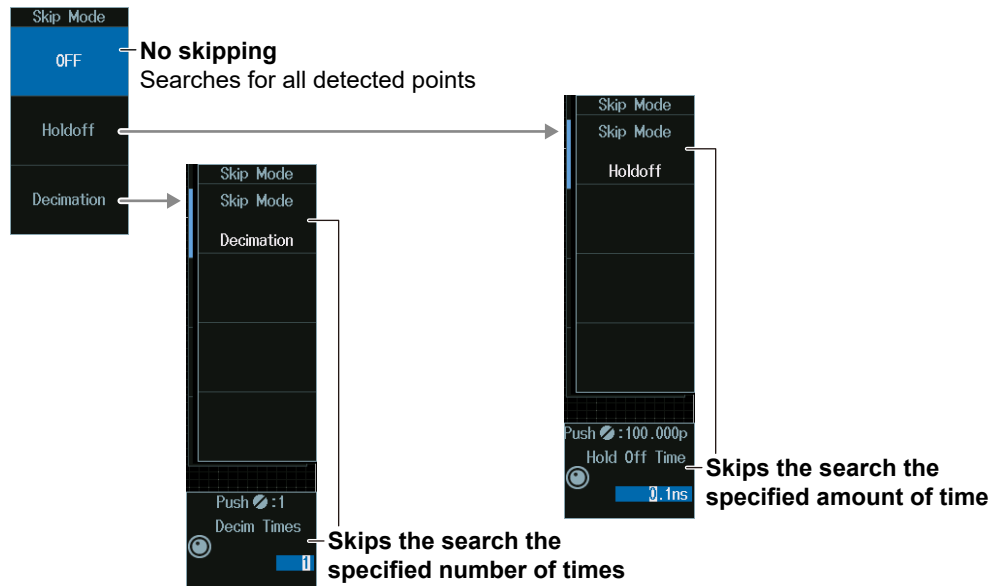 Skip Mode
OFF
No skipping
Searches for all detected points
Holdoff
Decimation
Skip Mode
Skip Mode
Holdoff
Skip Mode
Skip Mode
Decimation
Push :100.000p
Hold Off Time
0.1ns
Skips the search the
specified amount of time
Push :1
Decim Times
1
Skips the search the
specified number of times